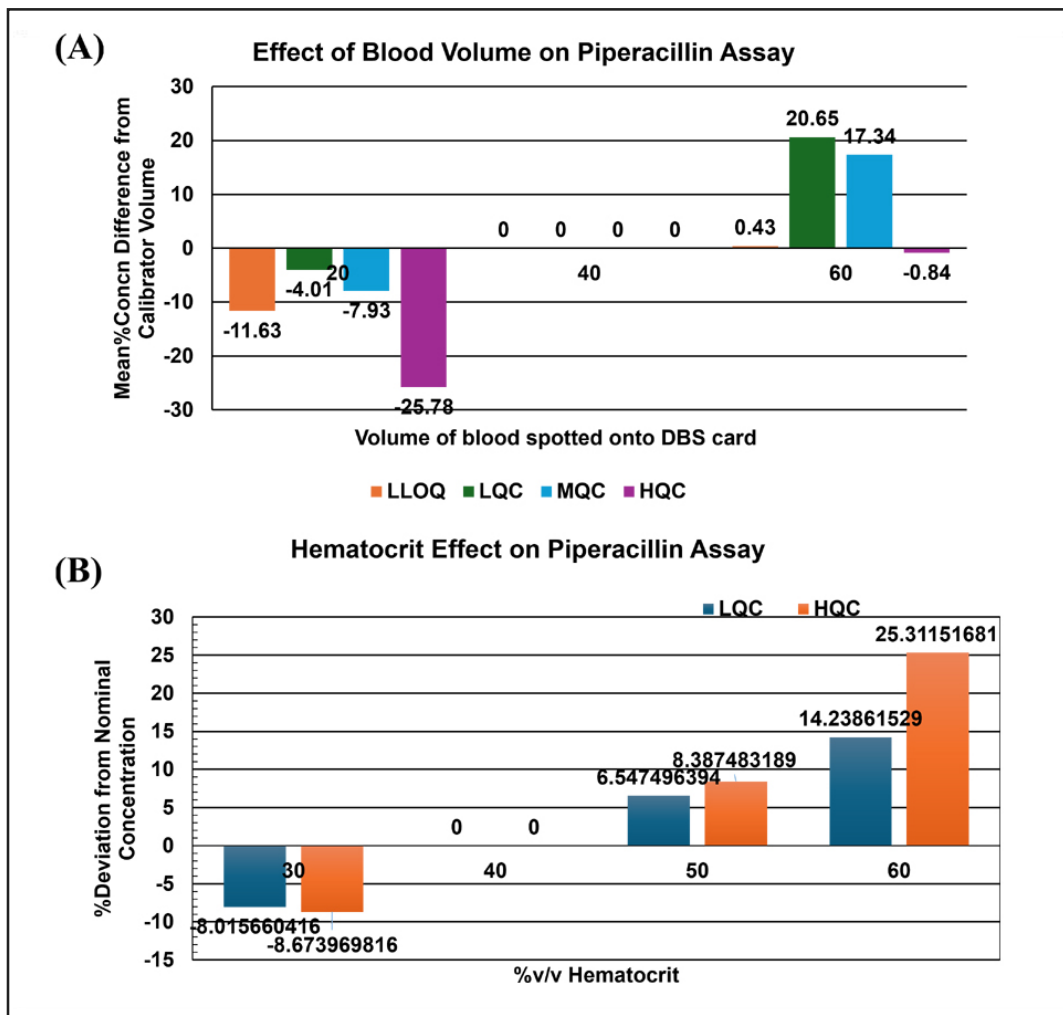 (A)
Effect of Blood Volume on Piperacillin Assay
Mean%Concn Difference from
Calibrator Volume
30
20
10
0
-10
-20
-30
-11.63
-4.01
-7.93
-25.78
0 0 0 0
0.43
20.65
17.34
-0.84
20 40 60
Volume of blood spotted onto DBS card
LLOQ LQC MQC HQC
(B)
Hematocrit Effect on Piperacillin Assay
LQC HQC
%Deviation from Nominal
Concentration
30
25
20
15
10
5
0
-5
-10
-15
-8.015660416
-8.673969816
0 0
6.547496394
8.387483189
14.23861529
25.31151681
30 40 50 60
%v/v Hematocrit